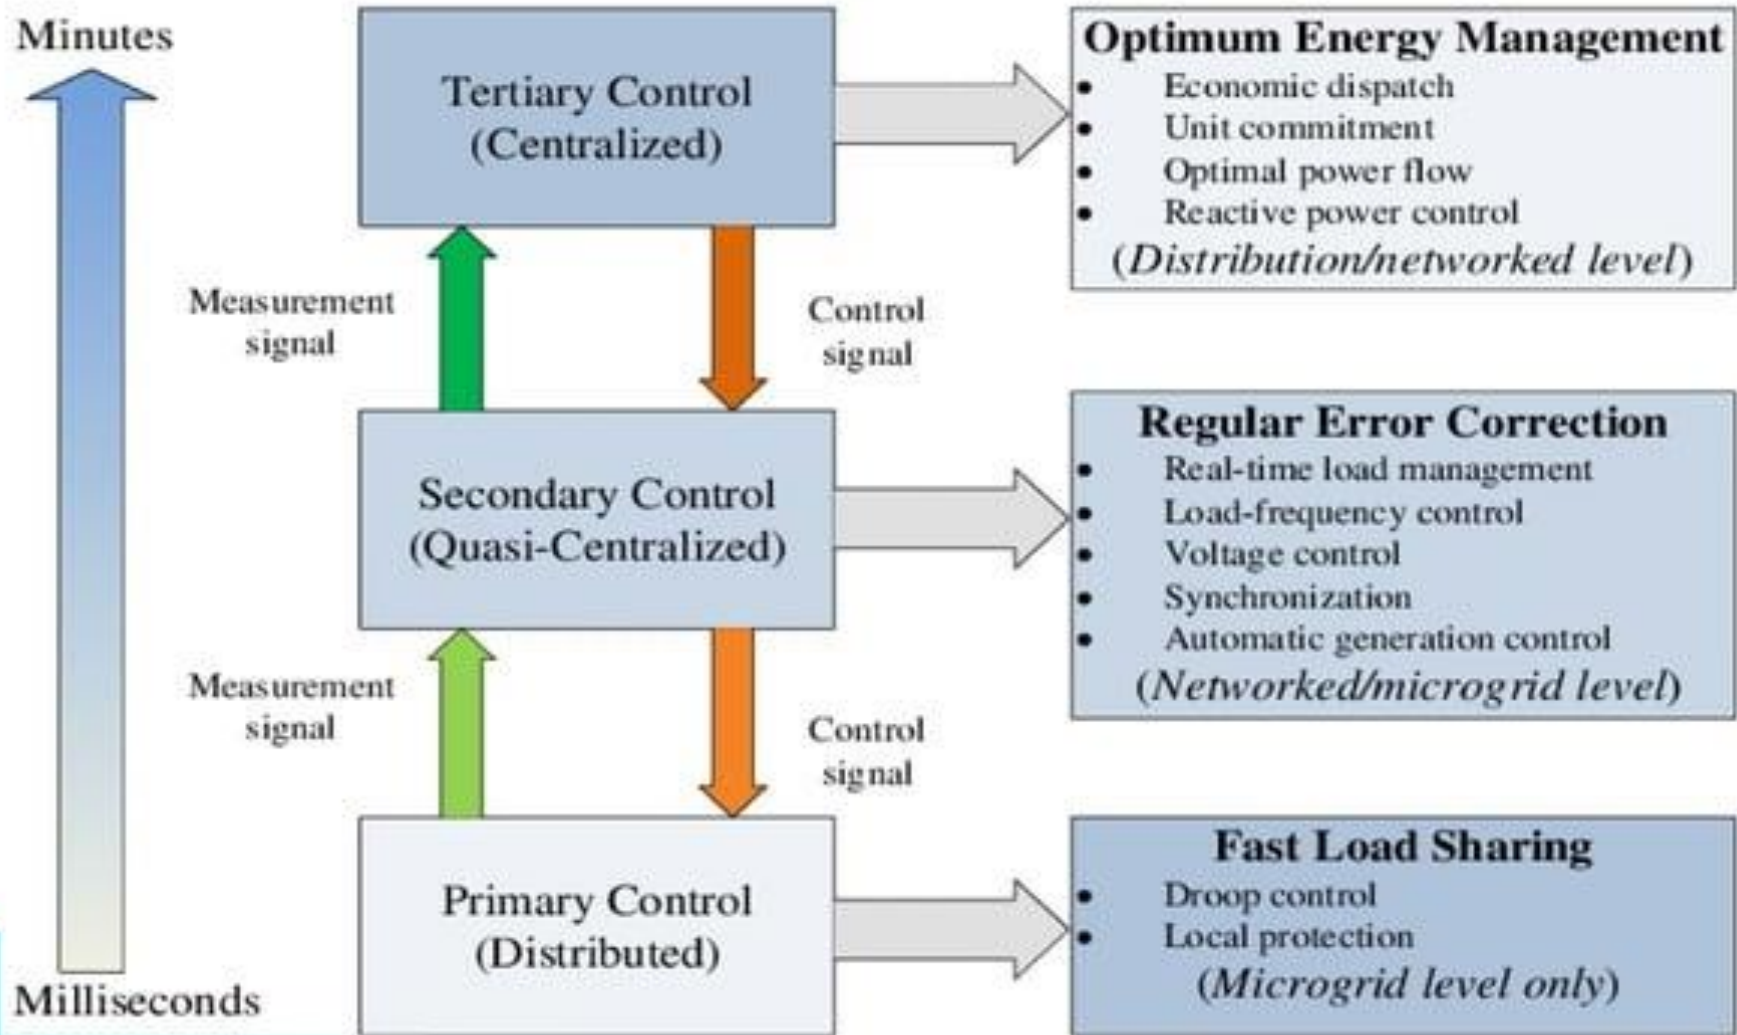 Minutes
Milliseconds
Tertiary Control
(Centralized)
Measurement
signal
Control
signal
Secondary Control
(Quasi-Centralized)
Measurement
signal
Control
signal
Primary Control
(Distributed)
Optimum Energy Management
• Economic dispatch
• Unit commitment
• Optimal power flow
• Reactive power control
(Distribution/networked level)
Regular Error Correction
• Real-time load management
• Load-frequency control
• Voltage control
• Synchronization
• Automatic generation control
(Networked/microgrid level)
Fast Load Sharing
• Droop control
• Local protection
(Microgrid level only)